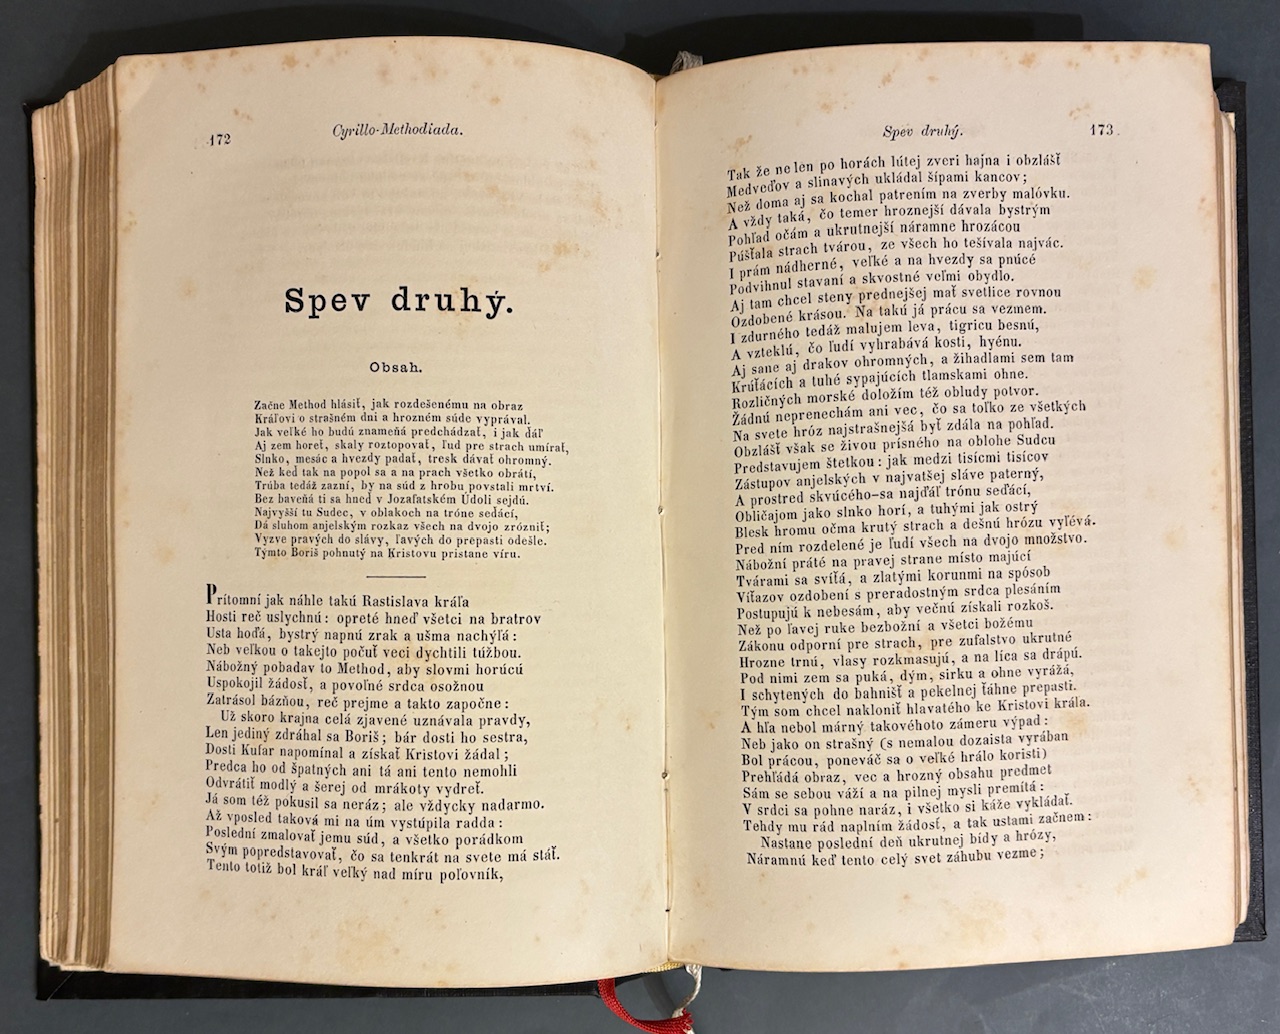 172
Cyrillo-Methodiada.
Spev druhý.
Obsah.
Začne Method hlásiť, jak rozdešenému na obraz
Kráľovi o strašném dni a hrozném súde vyprával.
Jak veľké ho budú znameňá predchádzať, i jak ďáľ
Aj zem horeť, skaly roztopovať, ľud pre strach umírať,
Slnko, mesác a hvezdy padať, tresk dávať ohromný.
Než keď tak na popol sa a na prach všetko obrátí,
Trúba tedáž zazní, by na súd z hrobu povstali mrtví.
Bez baveňá ti sa hneď v Jozafatském Údolí sejdú.
Najvyšší tu Sudec, v oblakoch na tróne sedácí,
Dá sluhom anjelským rozkaz všech na dvojo zrózniť;
Vyzve pravých do slávy, ľavých do prepasti odešle.
Týmto Boriš pohnutý na Kristovu pristane víru.
Prítomní jak náhle takú Rastislava kráľa
Hosti reč uslychnú: opreté hneď všetci na bratrov
Usta hoďá, bystrý napnú zrak a ušma nachýľá:
Neb veľkou o takejto počuť veci dychtili túžbou.
Nábožný pobadav to Method, aby slovmi horúcú
Uspokojil žádosť, a povoľné srdca osožnou
Zatrásol bázňou, reč prejme a takto započne:
Už skoro krajna celá zjavené uznávala pravdy,
Len jediný zdráhal sa Boriš; bár dosti ho sestra,
Dosti Kufar napomínal a získať Kristovi žádal;
Predca ho od špatných ani tá ani tento nemohli
Odvrátiť modlý a šerej od mrákoty vydreť.
Já som též pokusil sa neráz; ale vždycky nadarmo.
Až vposled taková mi na úm vystúpila radda:
Poslední zmalovať jemu súd, a všetko porádkom
Svým popredstavovať, čo sa tenkrát na svete má stáť.
Tento totiž bol kráľ veľký nad míru poľovník,
Spev druhý.
173
Tak že ne len po horách lútej zveri hajna i obzlášť
Medveďov a slinavých ukládal šípami kancov;
Než doma aj sa kochal patrením na zverby malóvku.
A vždy taká, čo temer hroznejší dávala bystrým
Pohľad očám a ukrutnejší náramne hrozácou
Púšťala strach tvárou, ze všech ho tešívala najvác.
I prám nádherné, veľké a na hvezdy sa pnúcé
Podvihnul stavaní a skvostné veľmi obydlo.
Aj tam chcel steny prednejšej mať svetlice rovnou
Ozdobené krásou. Na takú já prácu sa vezmem.
I zdurného tedáž malujem leva, tigricu besnú,
A vzteklú, čo ľudí vyhrabává kosti, hyénu.
Aj sane aj drakov ohromných, a žihadlami sem tam
Krúťácích a tuhé sypajúcích tlamskami ohne.
Rozličných morské doložím též obludy potvor.
Žádnú neprenechám ani vec, čo sa toľko ze všetkých
Na svete hróz najstrašnejšá byť zdála na pohľad.
Obzlášť však se živou prísného na oblohe Sudcu
Predstavujem štetkou: jak medzi tisícmi tisícov
Zástupov anjelských v najvatšej sláve paterný,
A prostred skvúcého-sa najďáľ trónu seďácí,
Obličajom jako slnko horí, a tuhými jak ostrý
Blesk hromu očma krutý strach a dešnú hrózu vyľévá.
Pred ním rozdelené je ľudí všech na dvojo množstvo.
Nábožní práté na pravej strane místo majúcí
Tvárami sa svíťá, a zlatými korunmi na spósob
Víťazov ozdobení s preradostným srdca plesáním
Postupujú k nebesám, aby večnú získali rozkoš.
Než po ľavej ruke bezbožní a všetci božému
Zákonu odporní pre strach, pre zufalstvo ukrutné
Hrozne trnú, vlasy rozkmasujú, a na líca sa drápú.
Pod nimi zem sa puká, dým, sirku a ohne vyrážá,
I schytených do bahnišť a pekelnej ťáhne prepasti.
Tým som chcel nakloniť hlavatého ke Kristovi krála.
A hľa nebol márný takovéhoto zámeru výpad:
Neb jako on strašný (s nemalou dozaista vyrában
Bol prácou, poneváč sa o veľké hrálo koristi)
Prehľádá obraz, vec a hrozný obsahu predmet
Sám se sebou váží a na pilnej mysli premítá:
V srdci sa pohne naráz, i všetko si káže vykládať.
Tehdy mu rád naplním žádosť, a tak ustami začnem:
Nastane poslední deň ukrutnej bídy a hrózy,
Náramnú keď tento celý svet záhubu vezme;